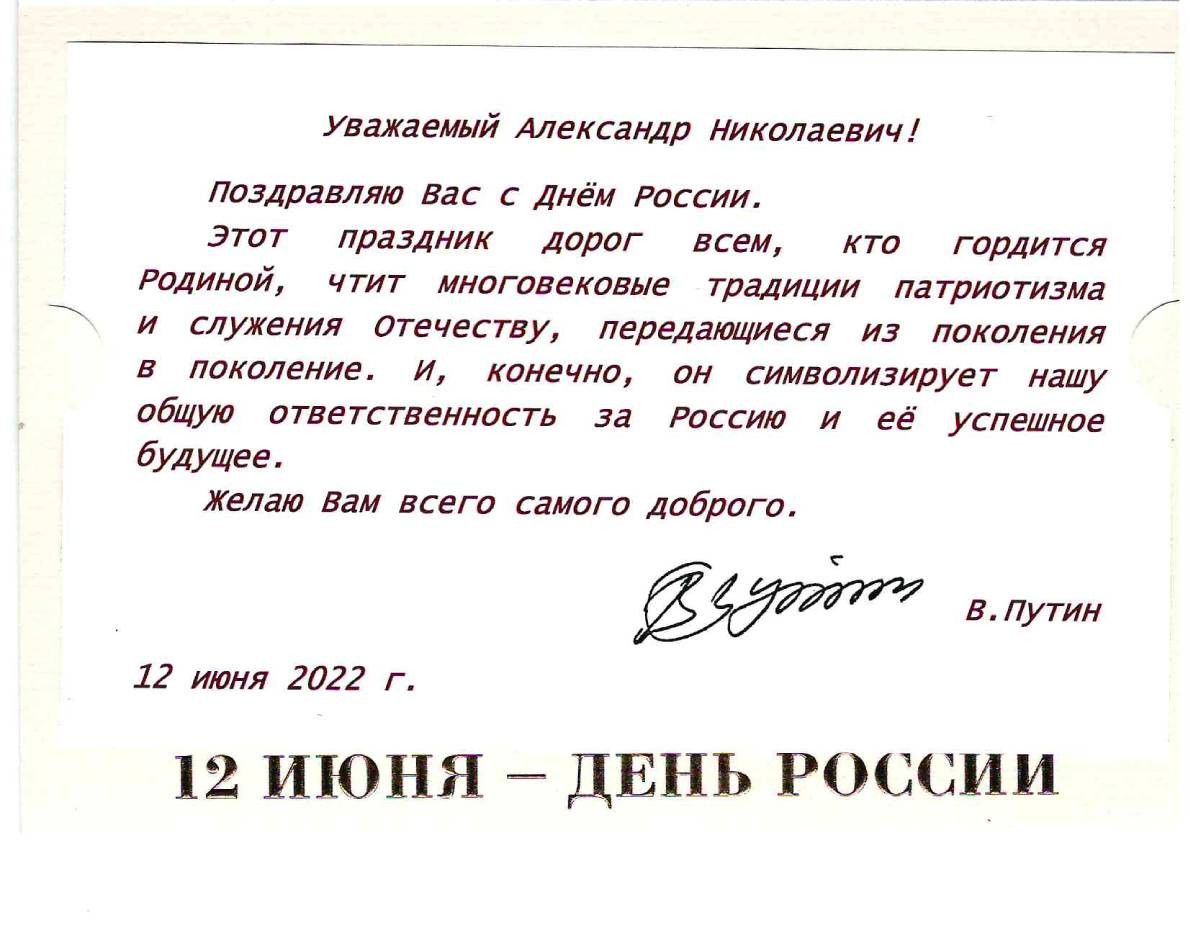 Уважаемый Александр Николаевич!
Поздравляю Вас с Днём России.
Этот праздник дорог всем, кто гордится
Родиной, чтит многовековые традиции патриотизма
и служения Отечеству, передающиеся из поколения
в поколение. И, конечно, он символизирует нашу
общую ответственность за Россию и её успешное
будущее.
Желаю Вам всего самого доброго.
В.Путин
12 июня 2022 г.
12 ИЮНЯ – ДЕНЬ РОССИИ